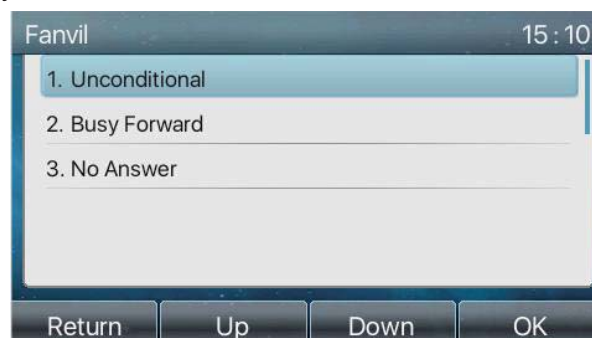 Fanvil 15:10
1. Unconditional
2. Busy Forward
3. No Answer
Return Up Down OK